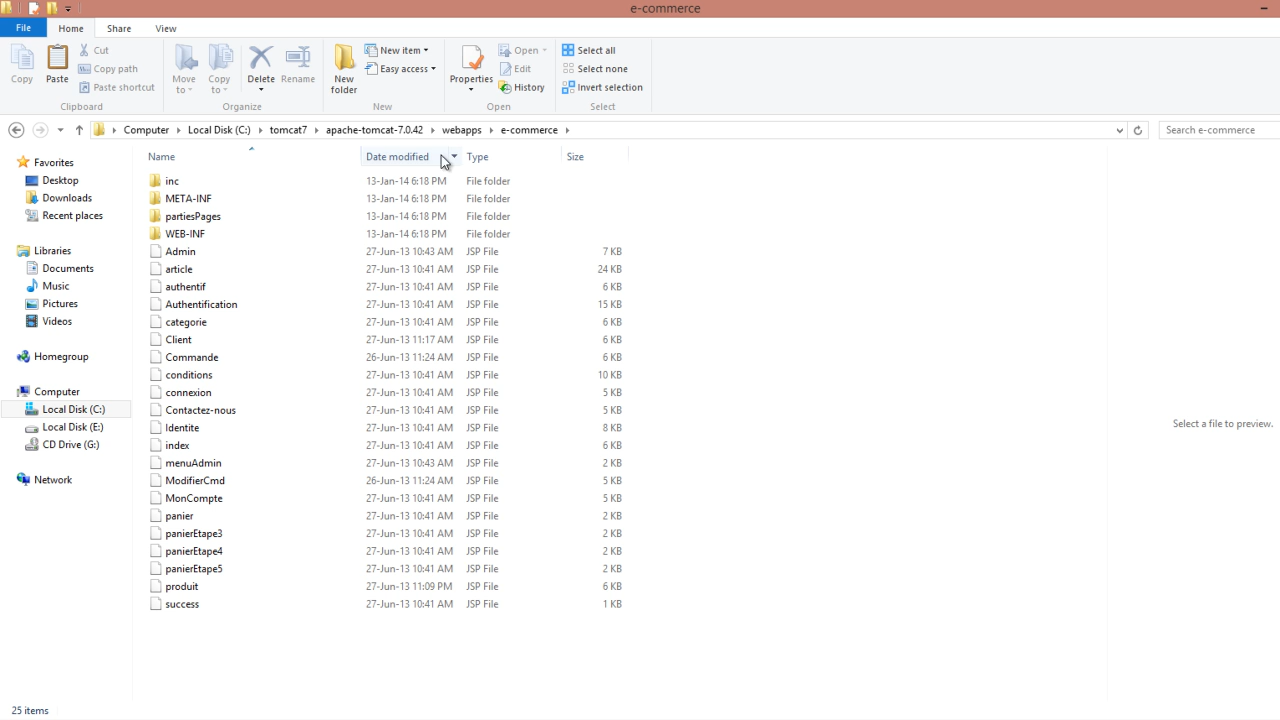 e-commerce
File Home Share View
Copy Paste Cut Copy path Paste shortcut Move to Copy to Delete Rename New folder New item Easy access Properties Open Edit History Select all Select none Invert selection
Clipboard Organize New Open Select
Computer Local Disk (C:) tomcat7 apache-tomcat-7.0.42 webapps e-commerce Search e-commerce
Favorites
Desktop
Downloads
Recent places
Libraries
Documents
Music
Pictures
Videos
Homegroup
Computer
Local Disk (C:)
Local Disk (E:)
CD Drive (G:)
Network
Name Date modified Type Size
inc 13-Jan-14 6:18 PM File folder
META-INF 13-Jan-14 6:18 PM File folder
partiesPages 13-Jan-14 6:18 PM File folder
WEB-INF 13-Jan-14 6:18 PM File folder
Admin 27-Jun-13 10:43 AM JSP File 7 KB
article 27-Jun-13 10:41 AM JSP File 24 KB
authentif 27-Jun-13 10:41 AM JSP File 6 KB
Authentification 27-Jun-13 10:41 AM JSP File 15 KB
categorie 27-Jun-13 10:41 AM JSP File 6 KB
Client 27-Jun-13 11:17 AM JSP File 6 KB
Commande 26-Jun-13 11:24 AM JSP File 6 KB
conditions 27-Jun-13 10:41 AM JSP File 10 KB
connexion 27-Jun-13 10:41 AM JSP File 5 KB
Contactez-nous 27-Jun-13 10:41 AM JSP File 5 KB
Identite 27-Jun-13 10:41 AM JSP File 8 KB
index 27-Jun-13 10:41 AM JSP File 6 KB
menuAdmin 27-Jun-13 10:43 AM JSP File 2 KB
ModifierCmd 26-Jun-13 11:24 AM JSP File 5 KB
MonCompte 27-Jun-13 10:41 AM JSP File 5 KB
panier 27-Jun-13 10:41 AM JSP File 2 KB
panierEtape3 27-Jun-13 10:41 AM JSP File 2 KB
panierEtape4 27-Jun-13 10:41 AM JSP File 2 KB
panierEtape5 27-Jun-13 10:41 AM JSP File 2 KB
produit 27-Jun-13 11:09 PM JSP File 6 KB
success 27-Jun-13 10:41 AM JSP File 1 KB
Select a file to preview.
25 items